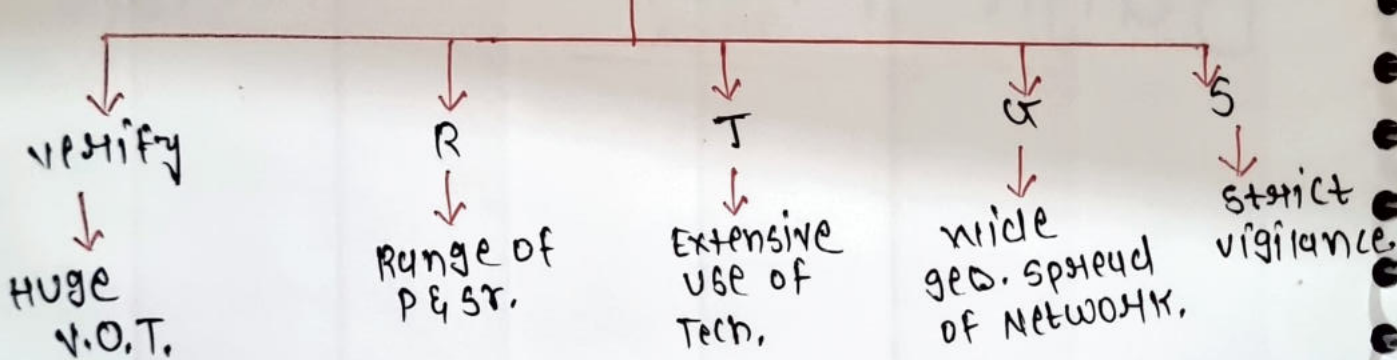 verify
Huge
V.O.T.
R
Range of
P & Sr.
T
Extensive
use of
Tech.
G
wide
geo. spread
of Network.
S
strict
vigilance.